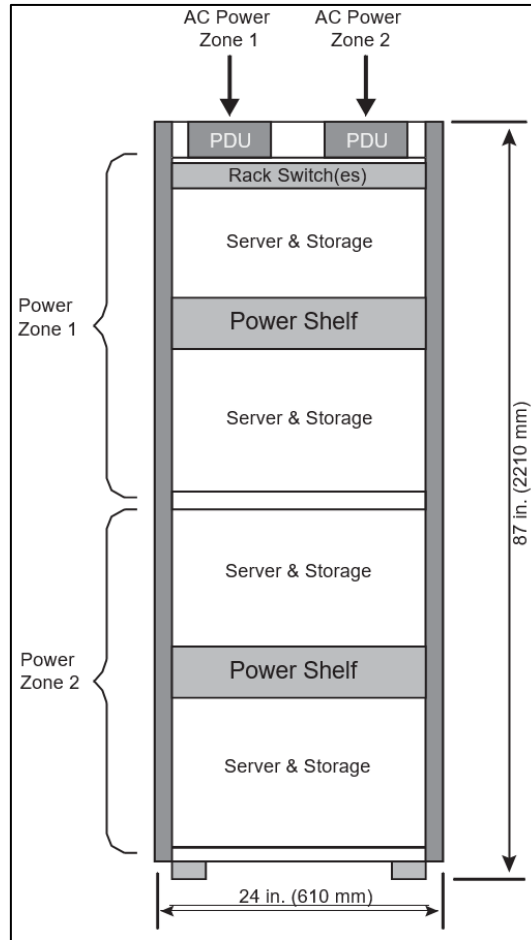 AC Power
Zone 1
AC Power
Zone 2
PDU
PDU
Rack Switch(es)
Server & Storage
Power
Zone 1
Power Shelf
Server & Storage
87 in. (2210 mm)
Server & Storage
Power
Zone 2
Power Shelf
Server & Storage
24 in. (610 mm)